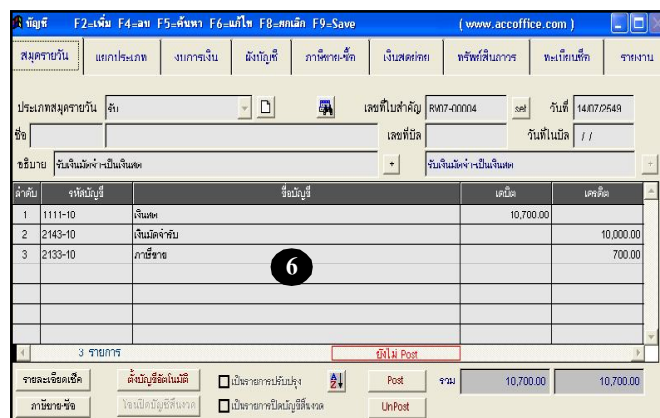 บัญชี F2=เพิ่ม F4=ลบ F5=ค้นหา F6=แก้ไข F8=ยกเลิก F9=Save ( www.accoffice.com )
สมุดรายวัน แยกประเภท งบการเงิน ผังบัญชี ภาษีขาย-ซื้อ เงินสดย่อย ทรัพย์สินถาวร ทะเบียนชื่อ รายงาน
ประเภทสมุดรายวัน รับ เลขที่ใบสำคัญ RV07-00004 set วันที่ 14/07/2549
ชื่อ เลขที่บิล วันที่ในบิล / /
อธิบาย รับเงินมัดจำ-เป็นเงินสด + รับเงินมัดจำ-เป็นเงินสด +
ลำดับ รหัสบัญชี ชื่อบัญชี เดบิต เครดิต
1 1111-10 เงินสด 10,700.00
2 2143-10 เงินมัดจำรับ 10,000.00
3 2133-10 ภาษีขาย 700.00
6
3 รายการ ยังไม่ Post
รายละเอียดเช็ค ตั้งบัญชีอัตโนมัติ เป็นรายการปรับปรุง Post รวม 10,700.00 10,700.00
ภาษีขาย-ซื้อ โอนปิดบัญชีสิ้นงวด เป็นรายการปิดบัญชีสิ้นงวด UnPost